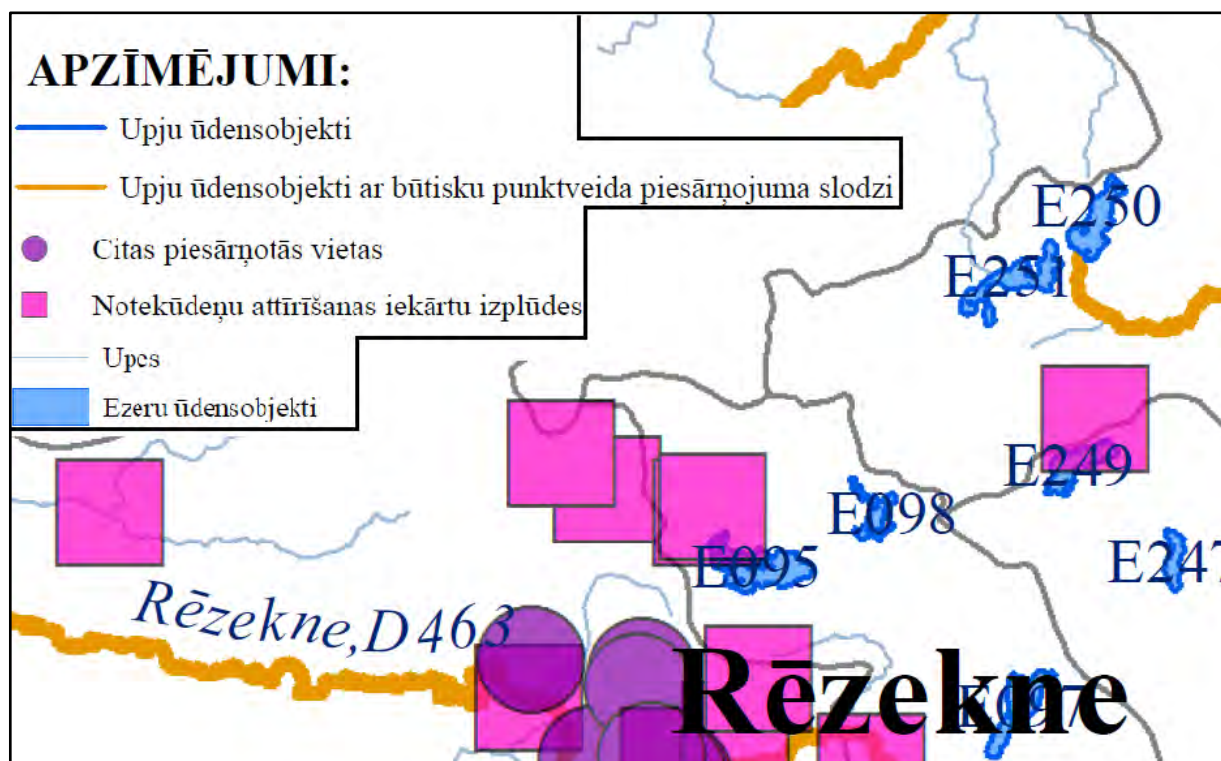 APZĪMĒJUMI:
Upju ūdensobjekti
Upju ūdensobjekti ar būtisku punktveida piesārņojuma slodzi
Citas piesārņotās vietas
Notekūdeņu attīrīšanas iekārtu izplūdes
Upes
Ezeru ūdensobjekti
E250
E251
E249
E098
E095
E247
Rēzekne,D463
Rēzekne
E097